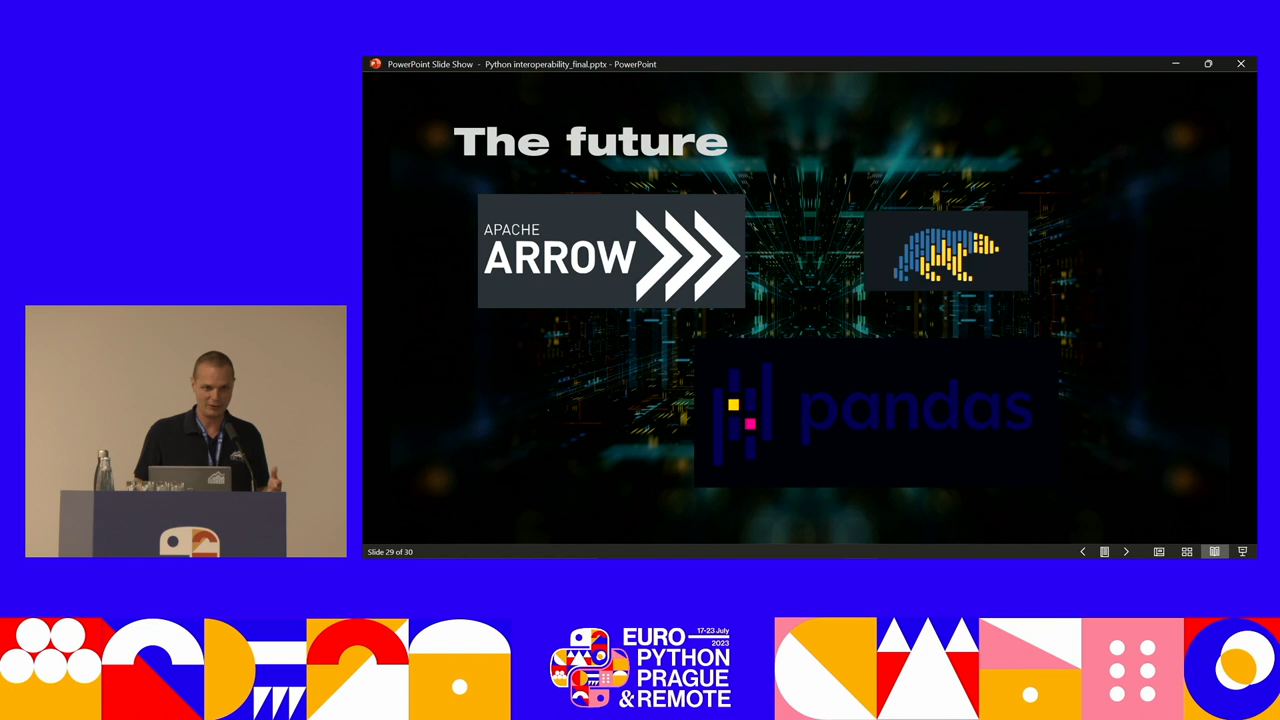 PowerPoint Slide Show - Python interoperability_final.pptx - PowerPoint
The future
APACHE
ARROW
pandas
Slide 29 of 30
EURO
17-23 July
2023
PYTHON
PRAGUE
& REMOTE